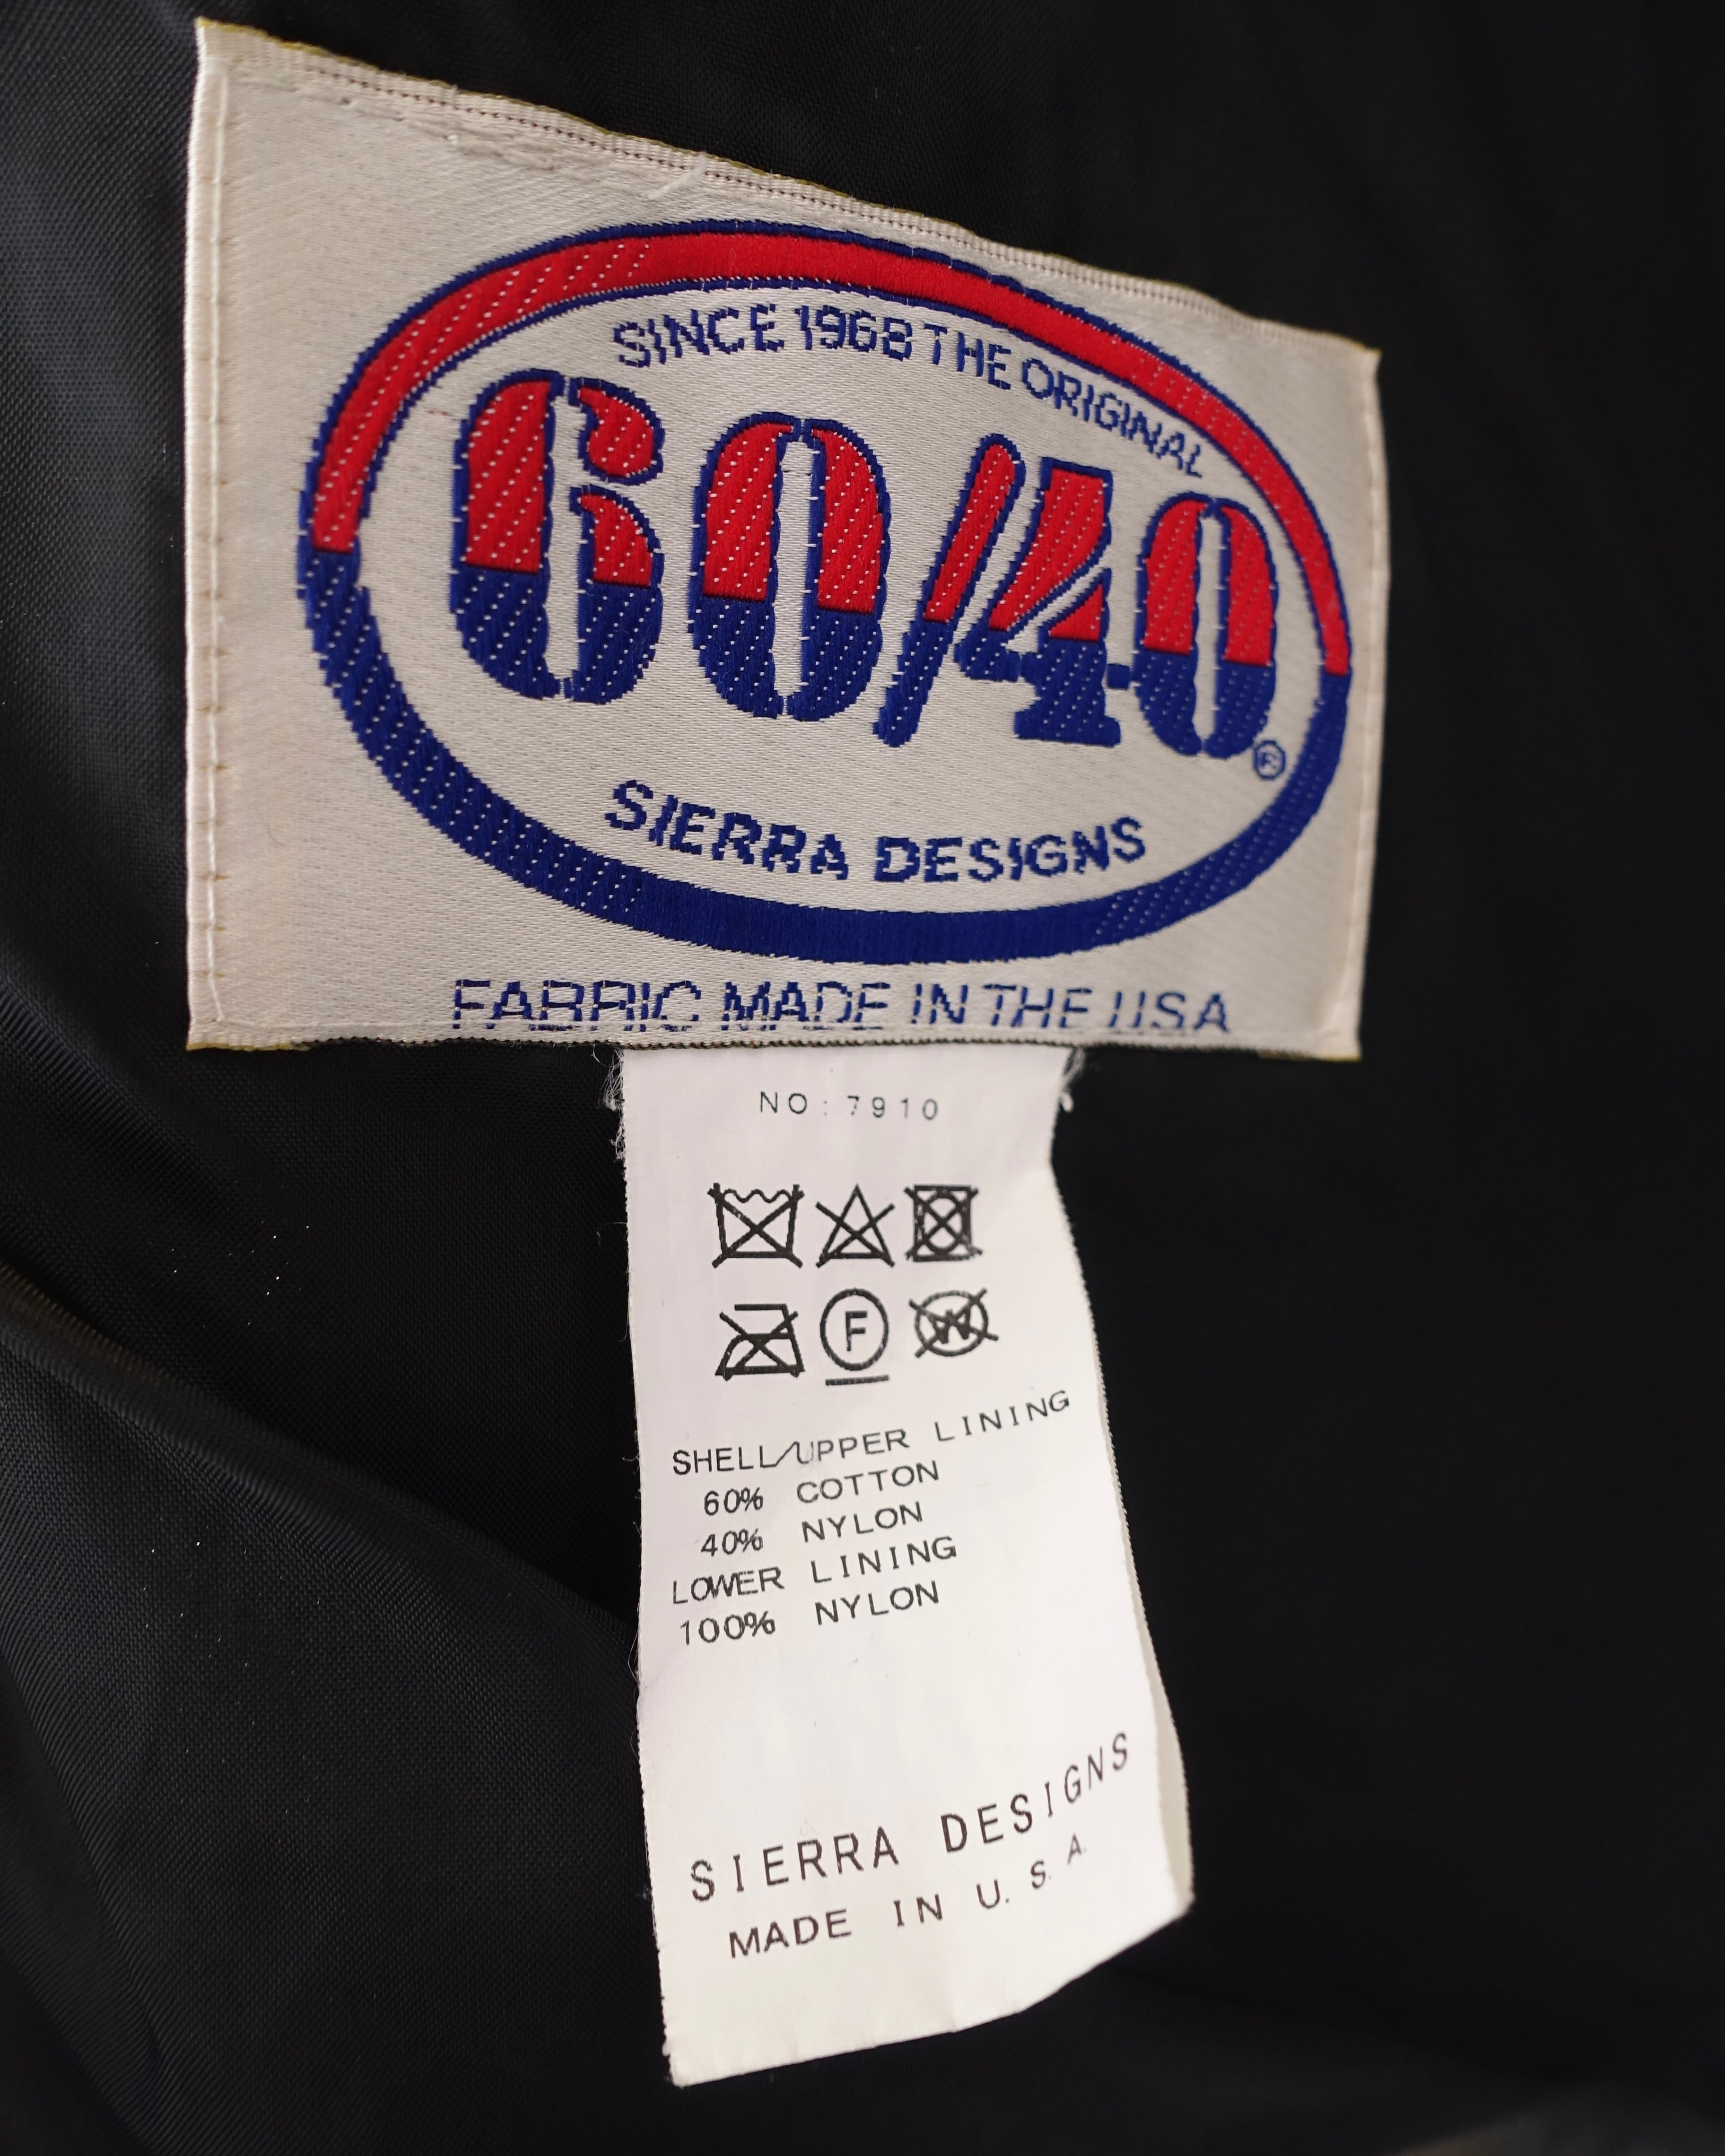 SINCE 1968 THE ORIGINAL
60/40®
SIERRA DESIGNS
FABRIC MADE IN THE USA
NO:7910
F
W
SHELL/UPPER LINING
60% COTTON
40% NYLON
LOWER LINING
100% NYLON
SIERRA DESIGNS
MADE IN U.S.A.